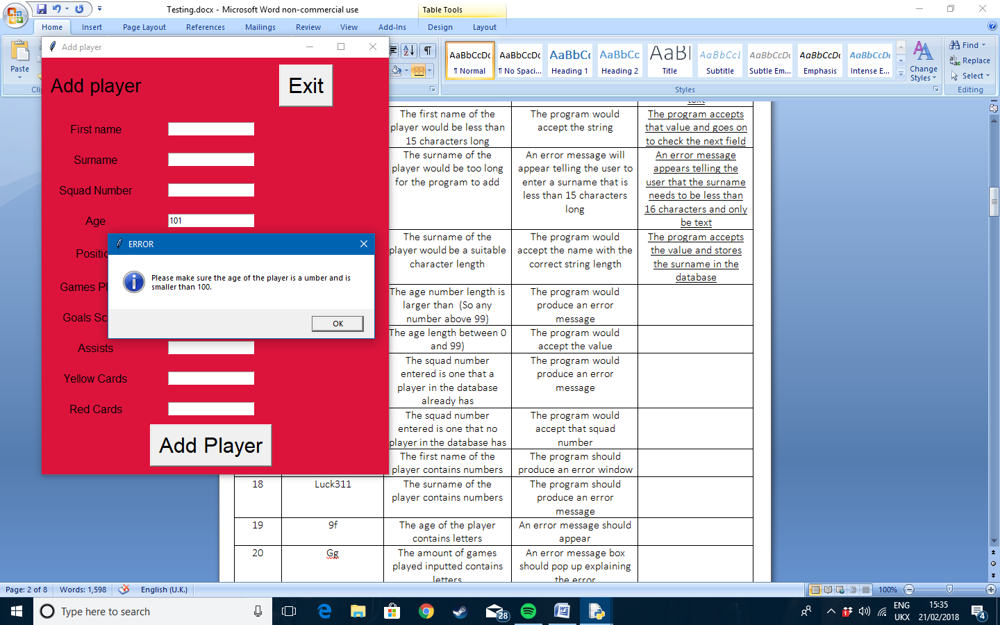 Testing.docx - Microsoft Word non-commercial use
Table Tools
Home Insert Page Layout References Mailings Review View Add-Ins Design Layout
Paste
AaBbCcDc AaBbCcDc AaBbCc AaBbCc AaBl AaBbCcL AaBbCcDc AaBbCcDc AaBbCcDc
¶ Normal ¶ No Spaci... Heading 1 Heading 2 Title Subtitle Subtle Em... Emphasis Intense E...
Change
Styles
Find
Replace
Select
Styles
Editing
Add player
Add player
Exit
First name
Surname
Squad Number
Age
101
Assists
Yellow Cards
Red Cards
Add Player
ERROR
Please make sure the age of the player is a umber and is
smaller than 100.
OK
text
The first name of the
player would be less than
15 characters long
The program would
accept the string
The program accepts
that value and goes on
to check the next field
The surname of the
player would be too long
for the program to add
An error message will
appear telling the user to
enter a surname that is
less than 15 characters
long
An error message
appears telling the
user that the surname
needs to be less than
16 characters and only
be text
The surname of the
player would be a suitable
character length
The program would
accept the name with the
correct string length
The program accepts
the value and stores
the surname in the
database
The age number length is
larger than (So any
number above 99)
The program would
produce an error
message
The age length between 0
and 99)
The program would
accept the value
The squad number
entered is one that a
player in the database
already has
The program would
produce an error
message
The squad number
entered is one that no
player in the database has
The program would
accept that squad
number
The first name of the
player contains numbers
The program should
produce an error window
18
Luck311
The surname of the
player contains numbers
The program should
produce an error
message
19
9f
The age of the player
contains letters
An error message should
appear
20
Gg
The amount of games
played inputted contains
letters
An error message box
should pop up explaining
the error
Page: 2 of 8 Words: 1,598 English (U.K.)
100%
Type here to search
28
ENG
UKX
15:35
21/02/2018
4